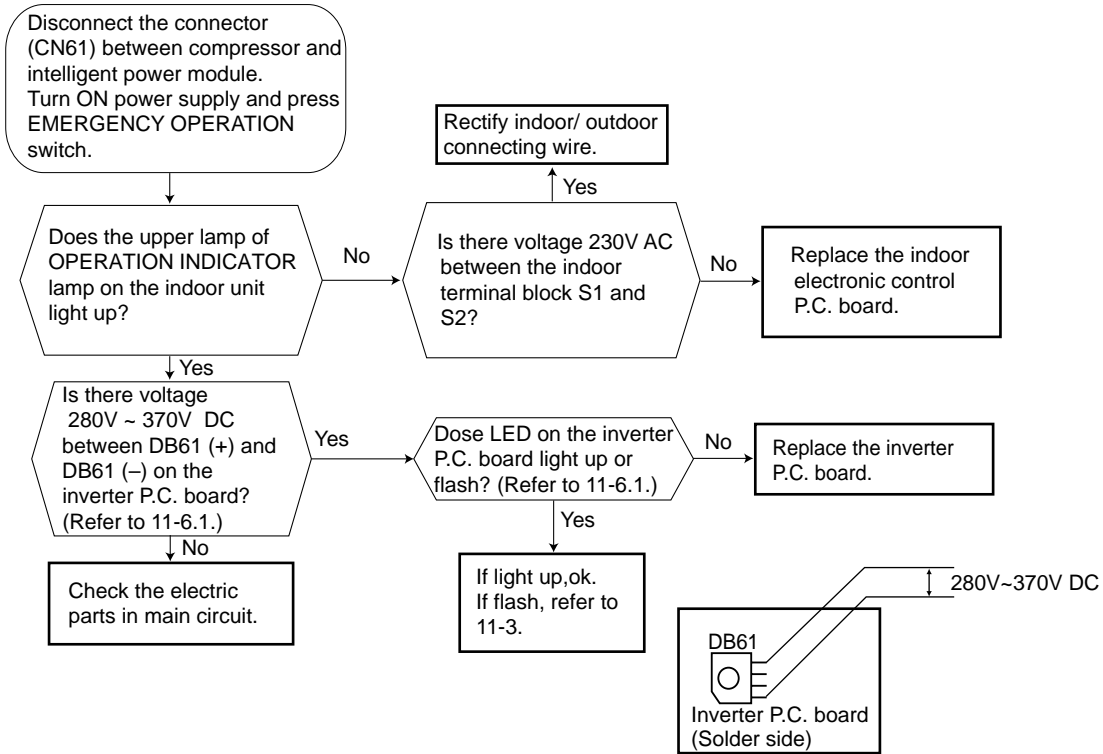 Disconnect the connector
(CN61) between compressor and
intelligent power module.
Turn ON power supply and press
EMERGENCY OPERATION
switch.
Rectify indoor/ outdoor
connecting wire.
Yes
Does the upper lamp of
OPERATION INDICATOR
lamp on the indoor unit
light up?
No
Is there voltage 230V AC
between the indoor
terminal block S1 and
S2?
No
Replace the indoor
electronic control
P.C. board.
Yes
Is there voltage
280V ~ 370V DC
between DB61 (+) and
DB61 (–) on the
inverter P.C. board?
(Refer to 11-6.1.)
Yes
Dose LED on the inverter
P.C. board light up or
flash? (Refer to 11-6.1.)
No
Replace the inverter
P.C. board.
No
Check the electric
parts in main circuit.
Yes
If light up,ok.
If flash, refer to
11-3.
280V~370V DC
DB61
Inverter P.C. board
(Solder side)